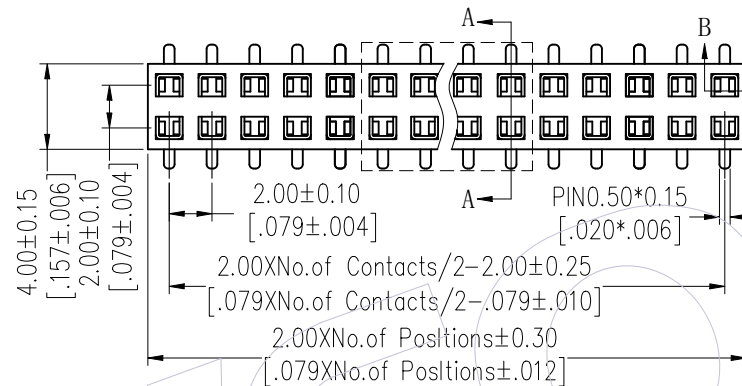 A
B
4.00±0.15
[.157±.006]
2.00±0.10
[.079±.004]
2.00±0.10
[.079±.004]
A
PIN0.50*0.15
[.020*.006]
2.00XNo.of Contacts/2-2.00±0.25
[.079XNo.of Contacts/2-.079±.010]
2.00XNo.of PosItions±0.30
[.079XNo.of PosItions±.012]